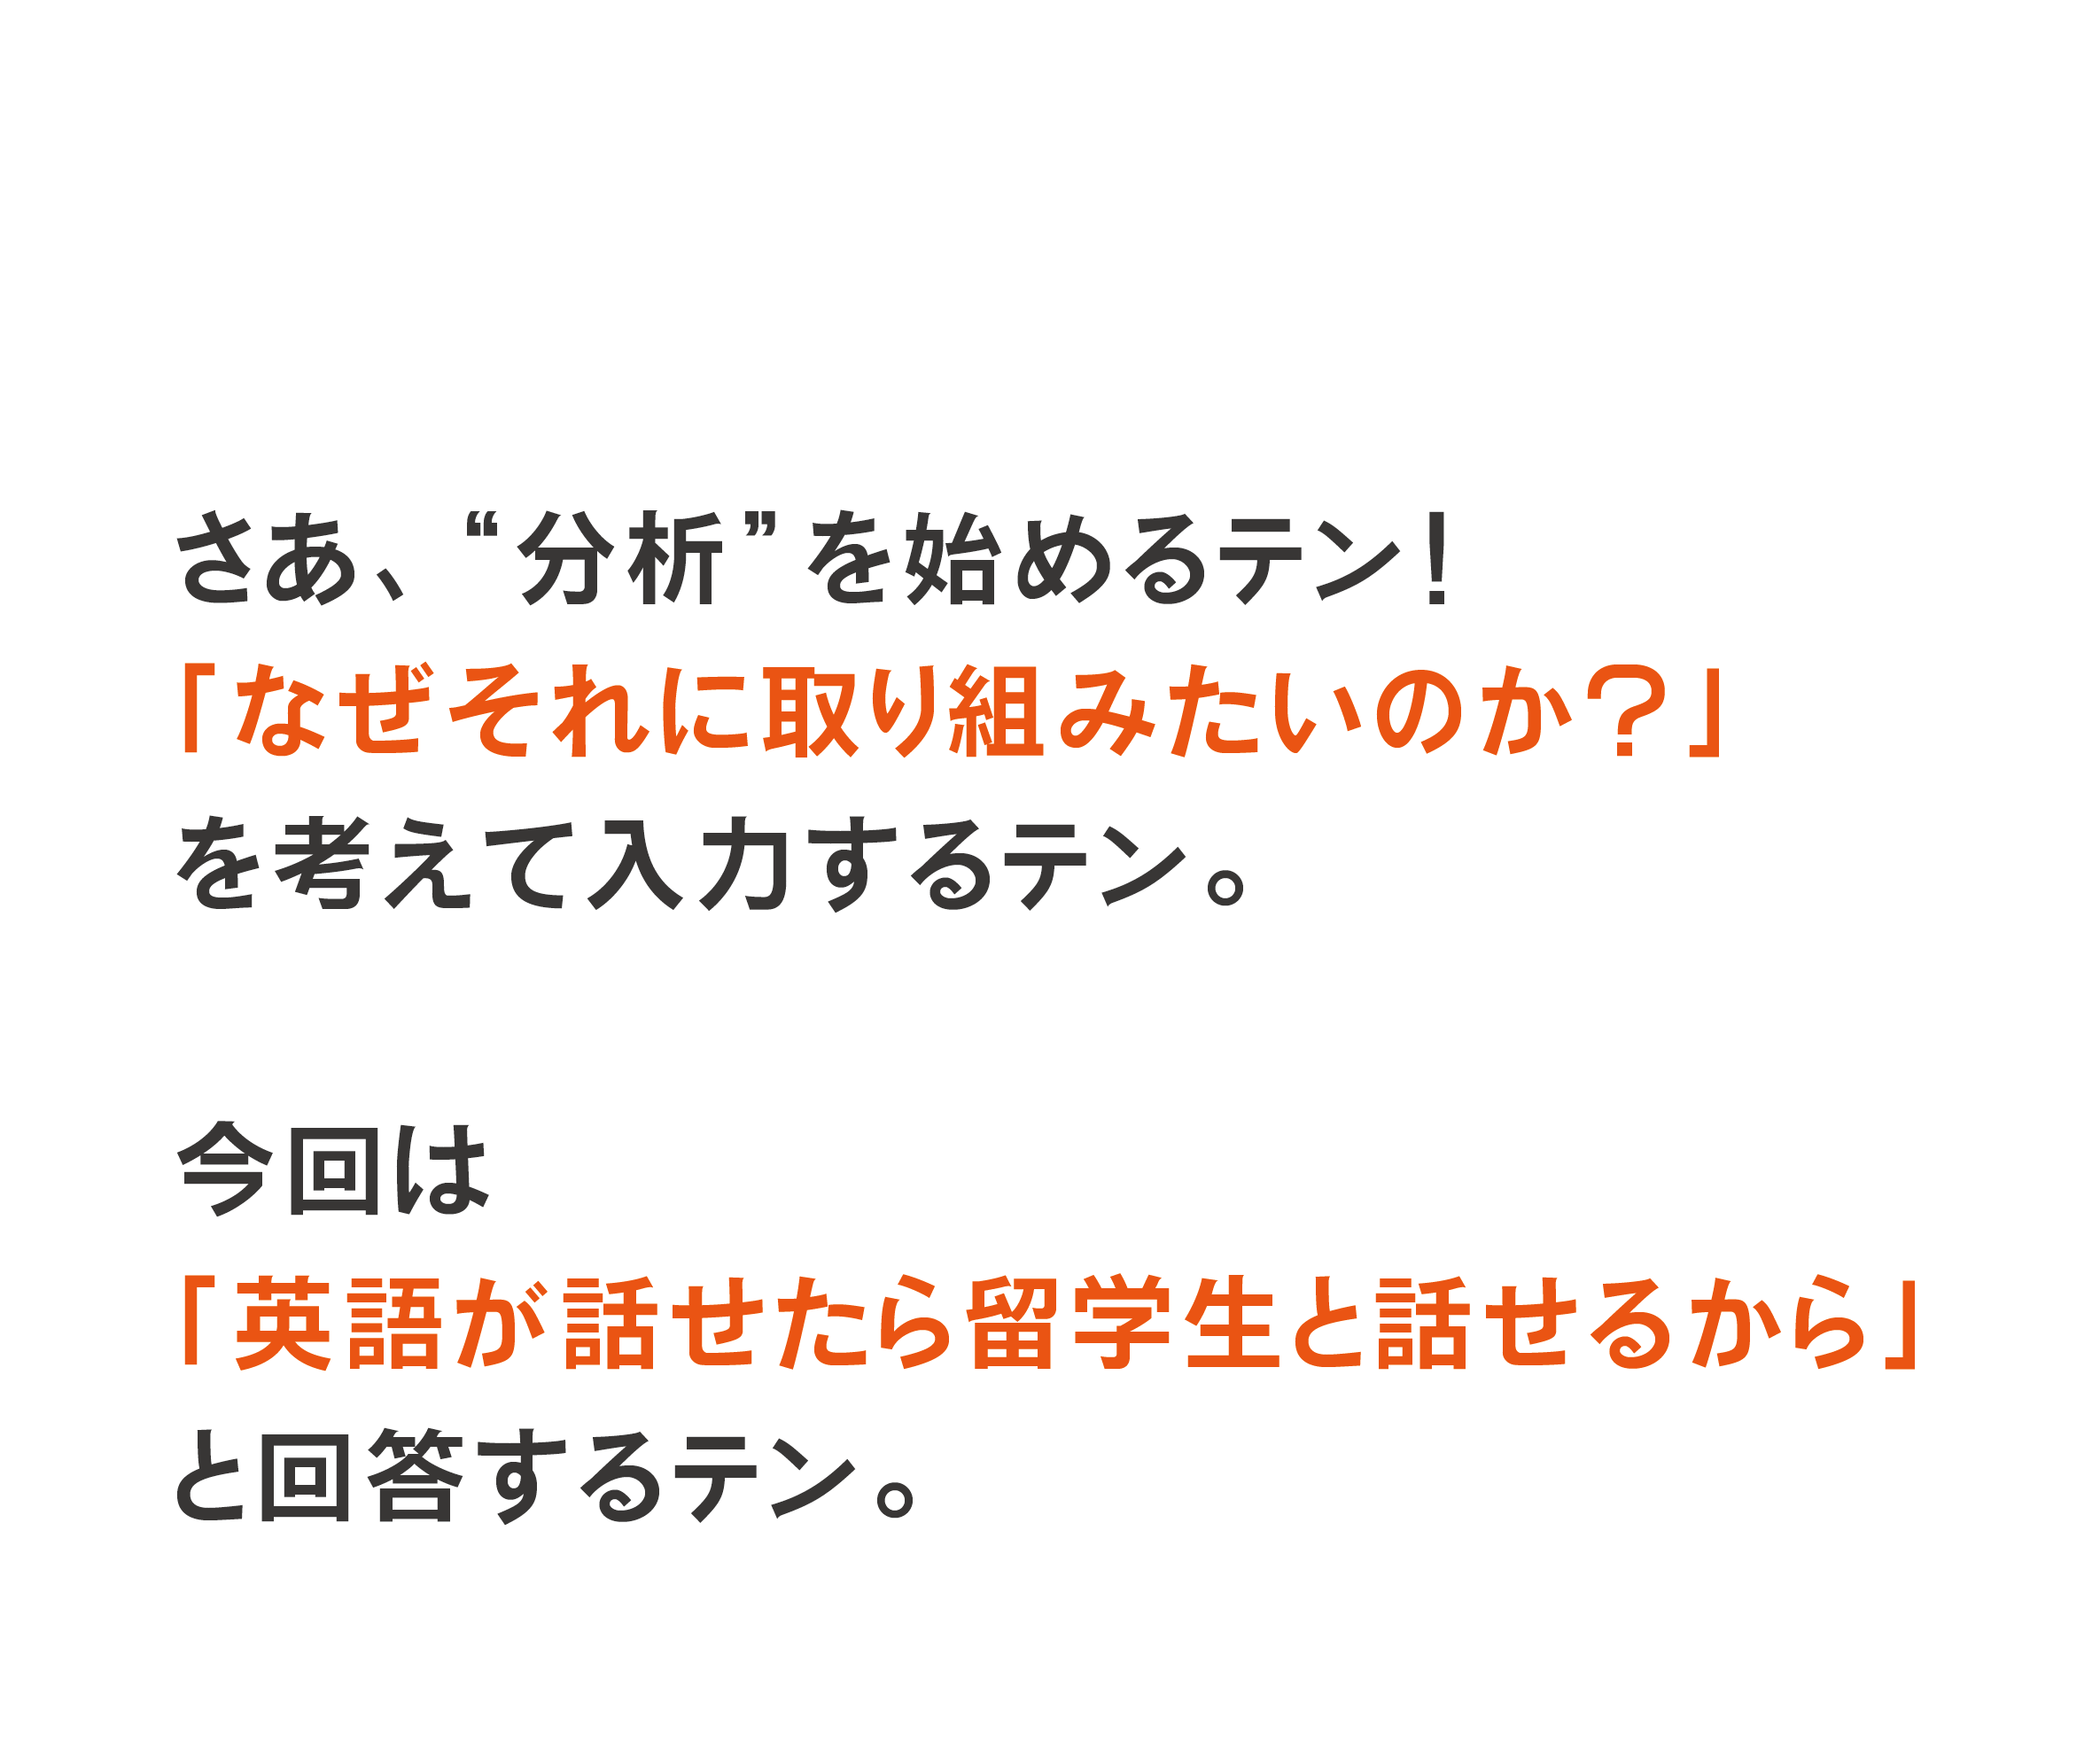 さあ、“分析”を始めるテン！
「なぜそれに取り組みたいのか？」
を考えて入力するテン。
今回は
「英語が話せたら留学生と話せるから」
と回答するテン。